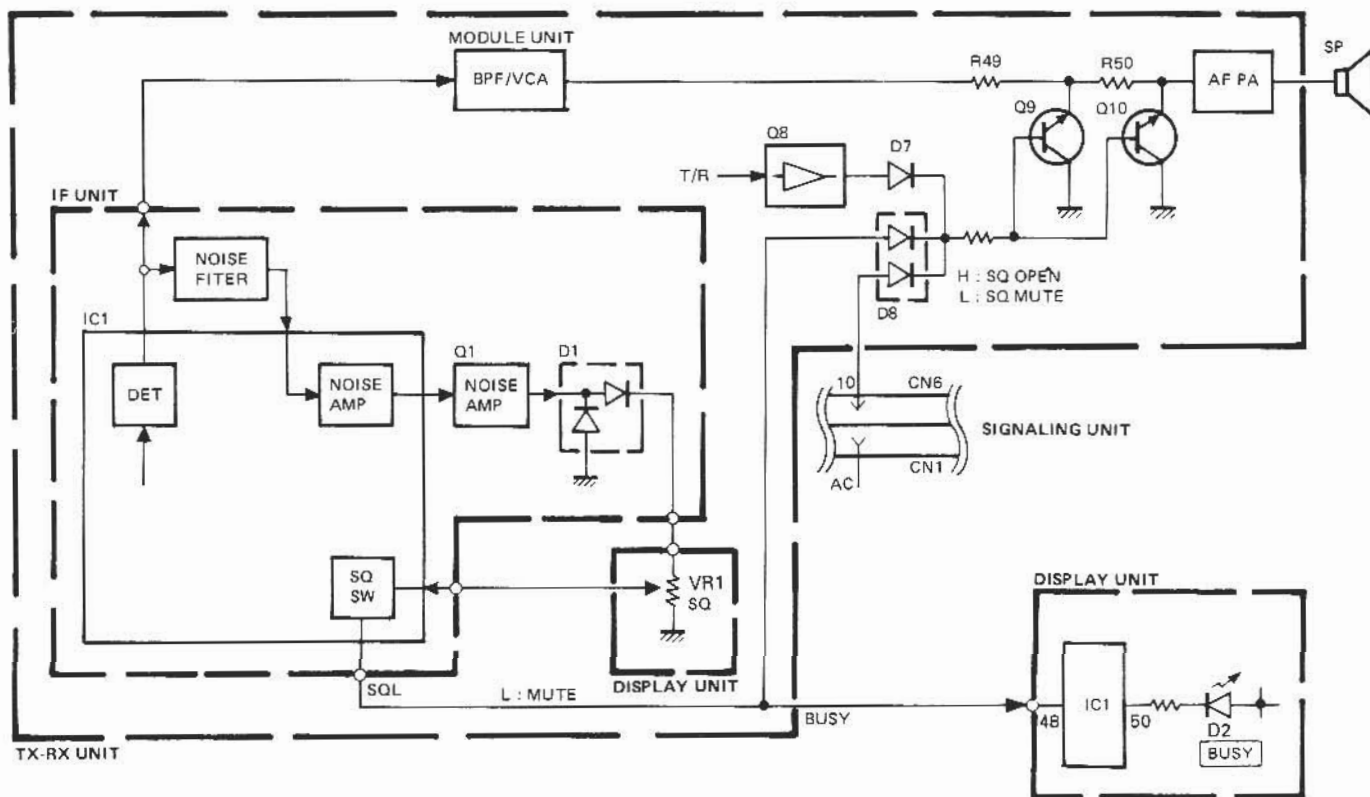 MODULE UNIT
BPF/VCA
R49
R50
AF PA
SP
Q9
Q10
Q8
D7
T/R
IF UNIT
NOISE
FITER
H : SQ OPEN
L : SQ MUTE
D8
IC1
DET
NOISE
AMP
Q1
NOISE
AMP
D1
10
CN6
SIGNALING UNIT
CN1
AC
SQ
SW
VR1
SQ
DISPLAY UNIT
DISPLAY UNIT
SQL
L : MUTE
BUSY
48
IC1
50
D2
BUSY
TX-RX UNIT